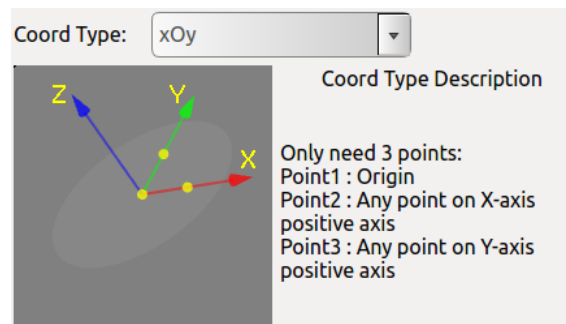 Coord Type: xOy
Coord Type Description
Z
Y
X
Only need 3 points:
Point1 : Origin
Point2 : Any point on X-axis
positive axis
Point3 : Any point on Y-axis
positive axis